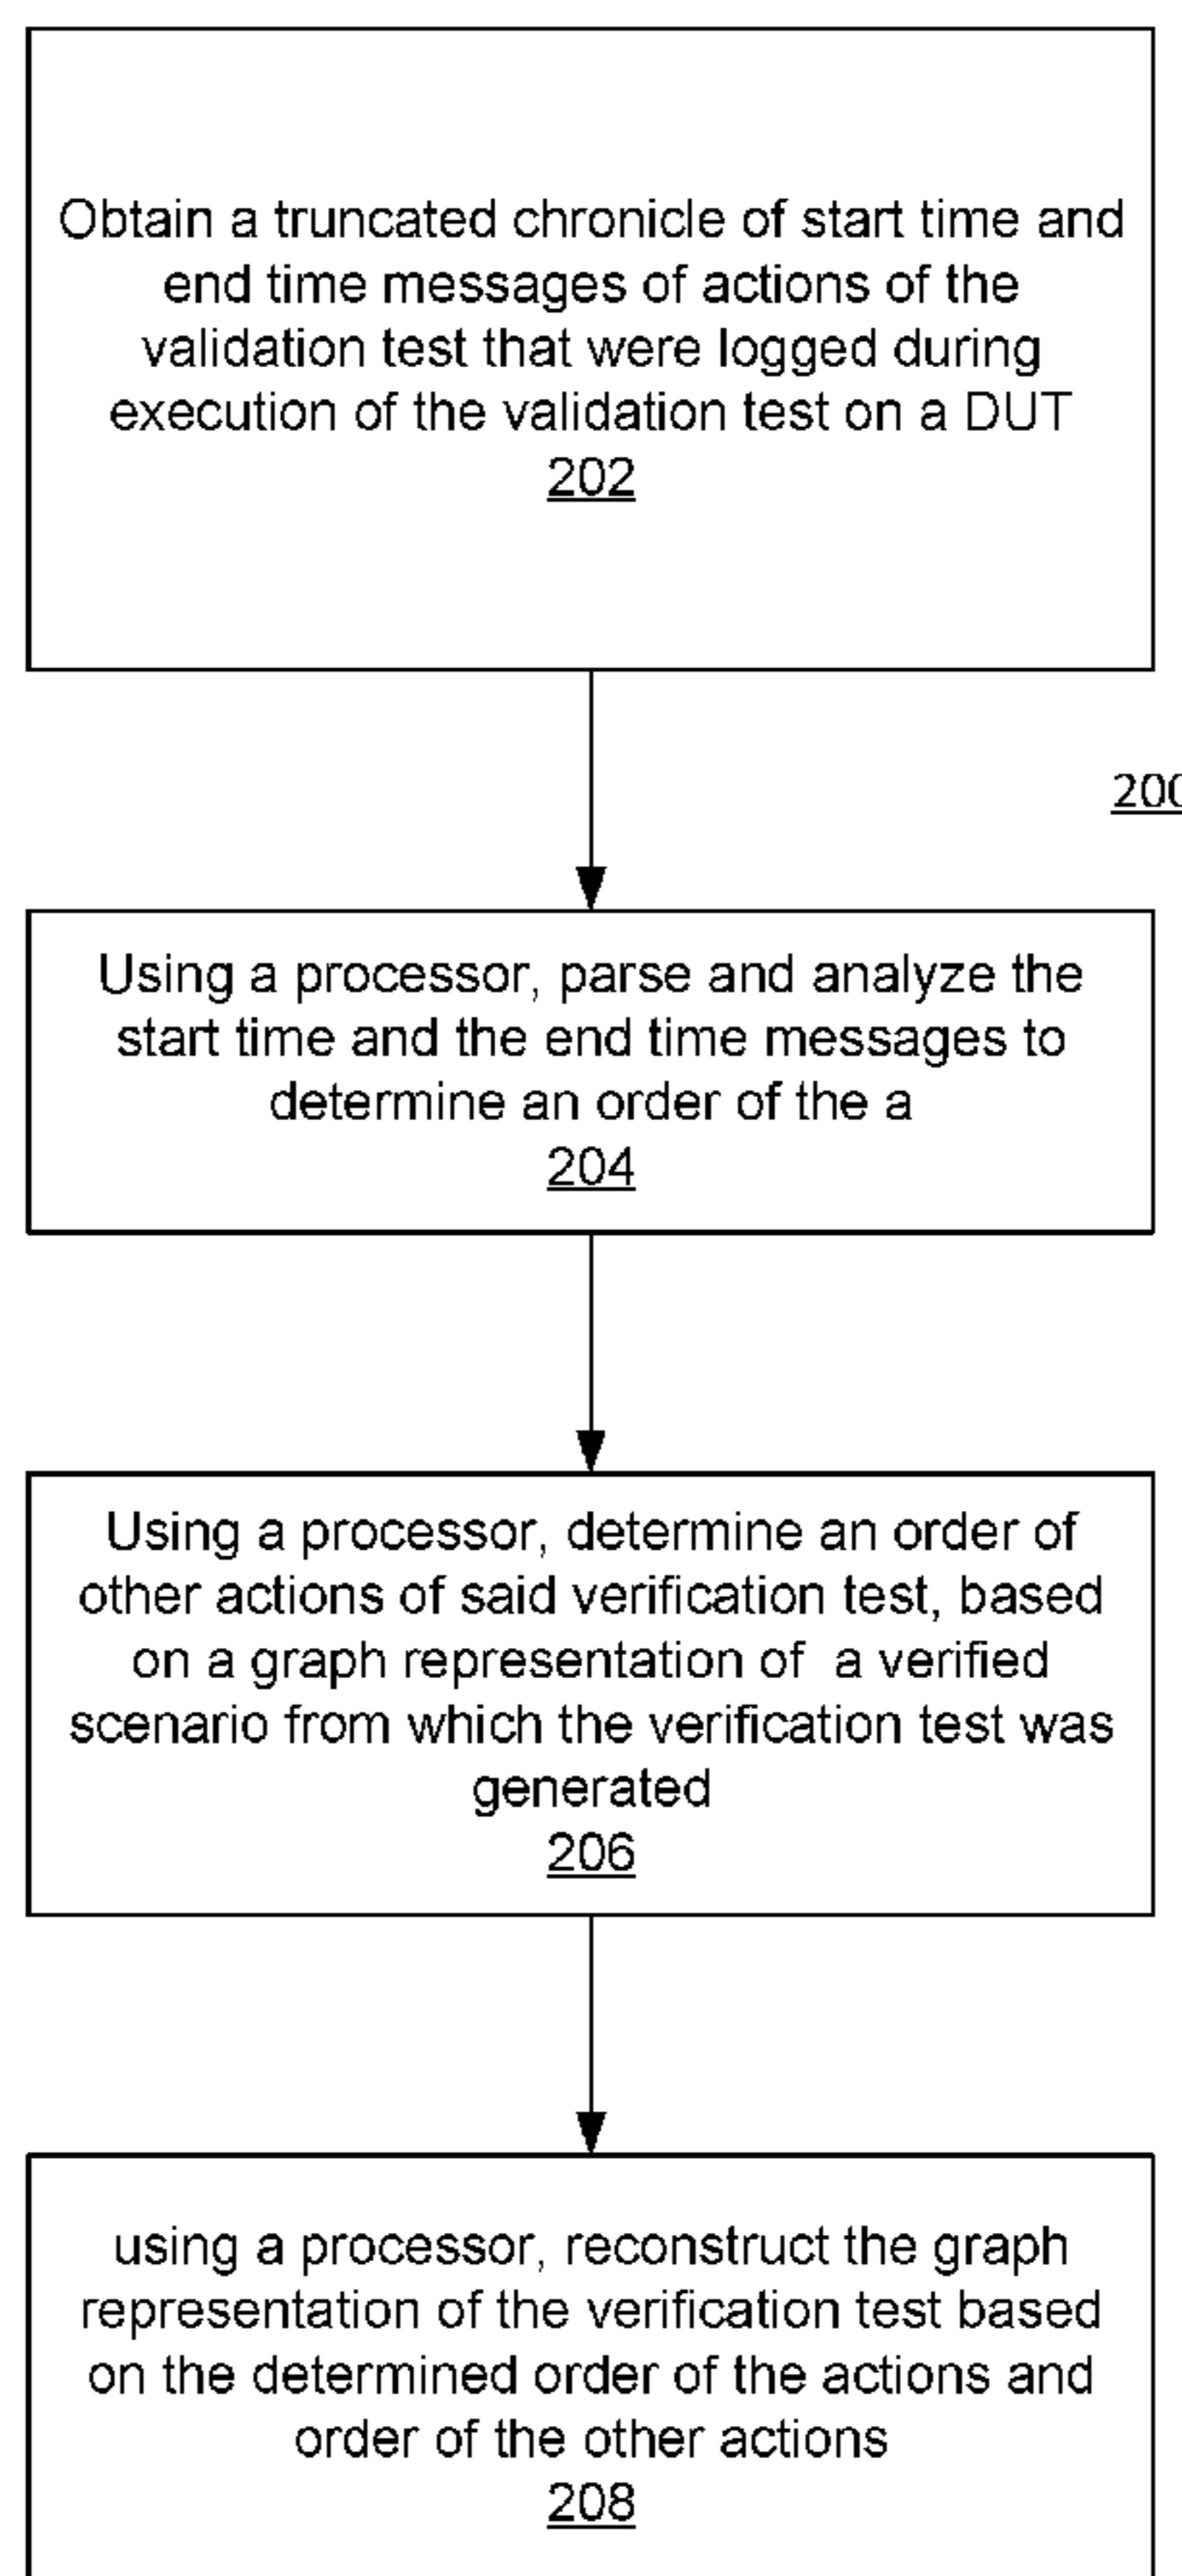 Obtain a truncated chronicle of start time and
end time messages of actions of the
validation test that were logged during
execution of the validation test on a DUT
202
200
Using a processor, parse and analyze the
start time and the end time messages to
determine an order of the a
204
Using a processor, determine an order of
other actions of said verification test, based
on a graph representation of  a verified
scenario from which the verification test was
generated
206
using a processor, reconstruct the graph
representation of the verification test based
on the determined order of the actions and
order of the other actions
208